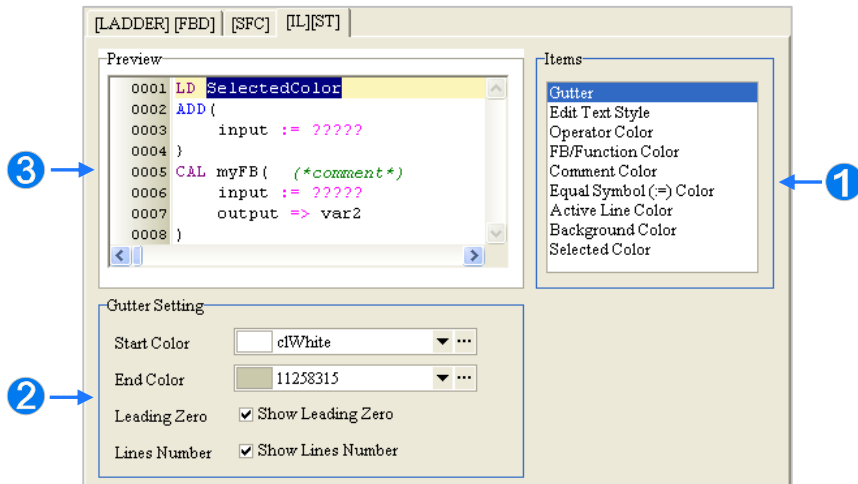 [LADDER] [FBD] [SFC] [IL][ST]
Preview
0001 LD SelectedColor
0002 ADD(
0003 input := ?????
0004 )
0005 CAL myFB( (*comment*)
0006 input := ?????
0007 output => var2
0008 )
3
Items
Gutter
Edit Text Style
Operator Color
FB/Function Color
Comment Color
Equal Symbol (:=) Color
Active Line Color
Background Color
Selected Color
1
Gutter Setting
Start Color clWhite
End Color 11258315
Leading Zero Show Leading Zero
Lines Number Show Lines Number
2